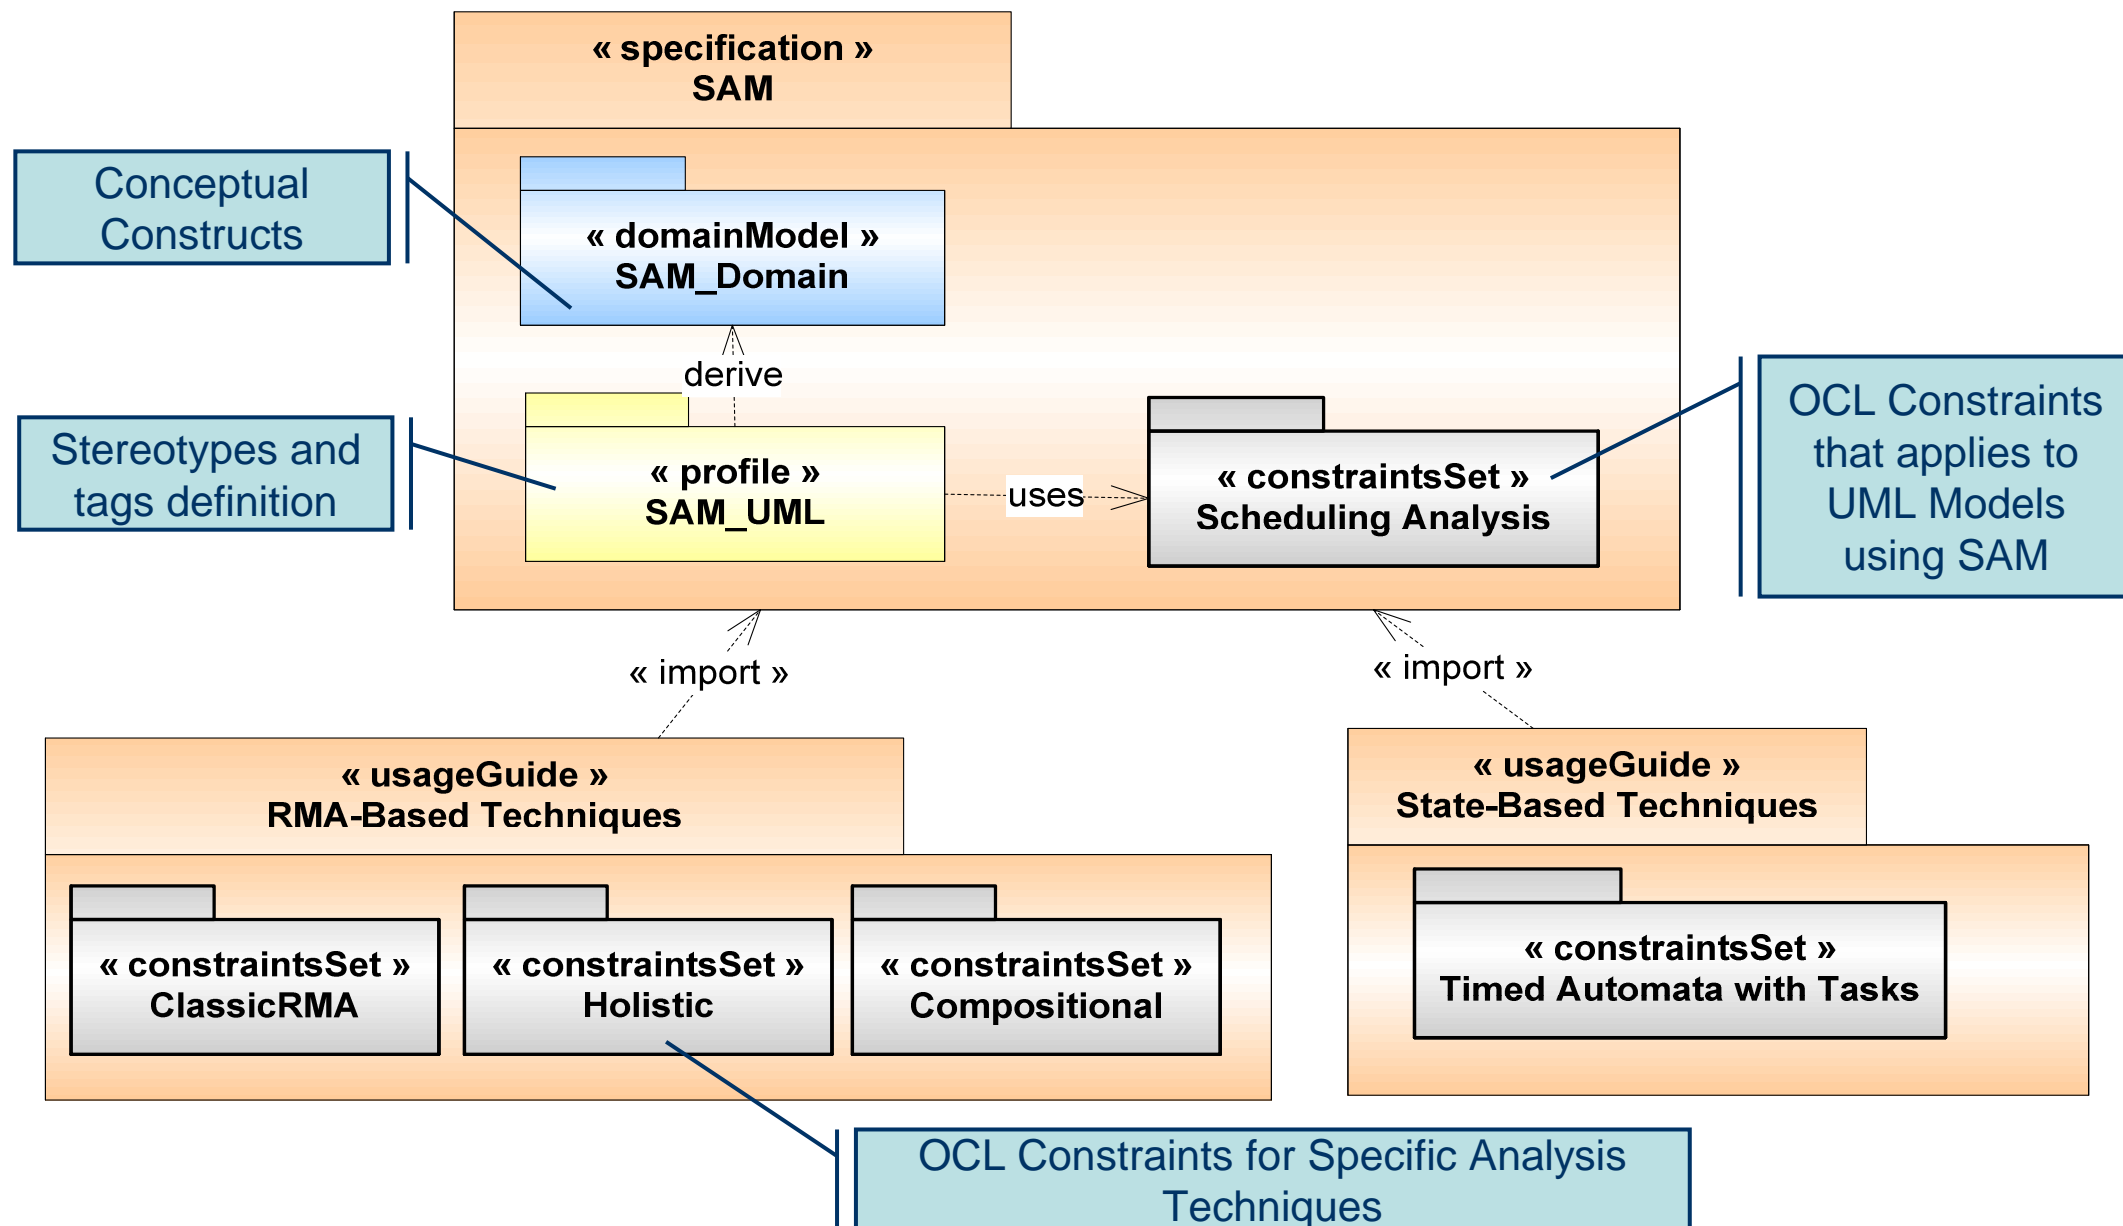 « specification »
SAM
Conceptual
Constructs
« domainModel »
SAM_Domain
derive
Stereotypes and
tags definition
« profile »
SAM_UML
uses
« constraintsSet »
Scheduling Analysis
OCL Constraints
that applies to
UML Models
using SAM
« import »
« import »
« usageGuide »
RMA-Based Techniques
« usageGuide »
State-Based Techniques
« constraintsSet »
ClassicRMA
« constraintsSet »
Holistic
« constraintsSet »
Compositional
« constraintsSet »
Timed Automata with Tasks
OCL Constraints for Specific Analysis
Techniques